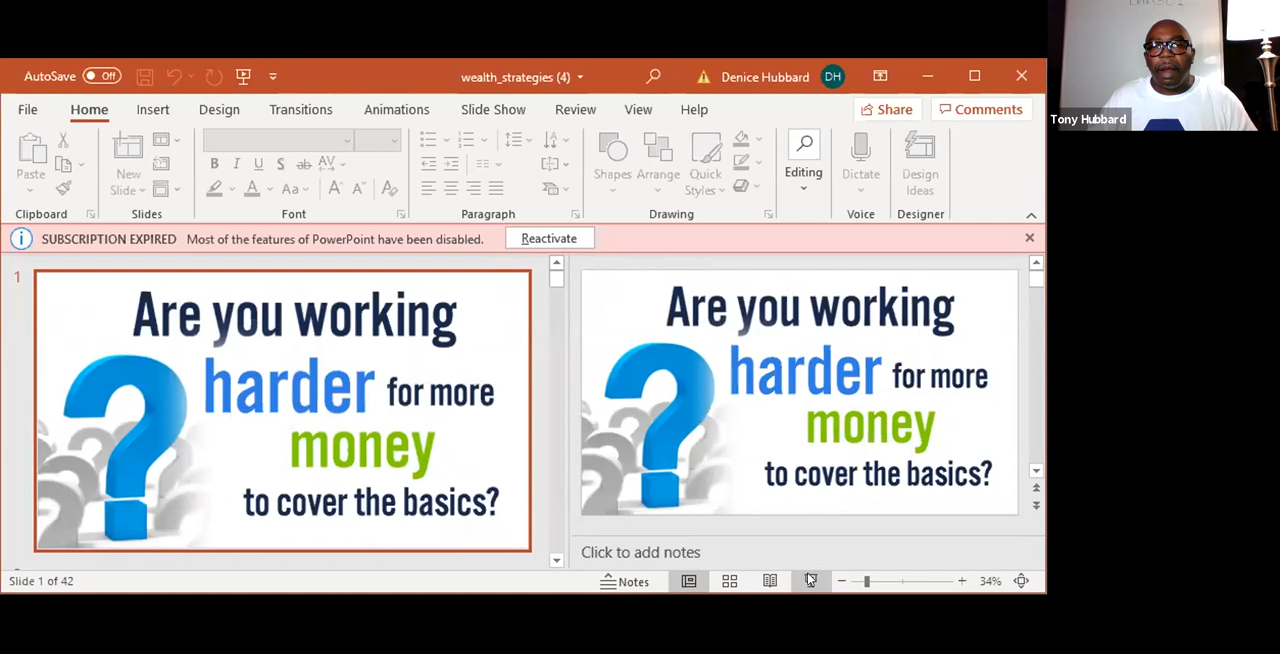 AutoSave Off wealth_strategies (4) Denice Hubbard DH
File Home Insert Design Transitions Animations Slide Show Review View Help Share Comments
Paste New Slide B I U S ab AV Aa A A A Shapes Arrange Quick Styles Editing Dictate Design Ideas
Clipboard Slides Font Paragraph Drawing Voice Designer
SUBSCRIPTION EXPIRED Most of the features of PowerPoint have been disabled. Reactivate
1
Are you working
harder for more
money
to cover the basics?
Are you working
harder for more
money
to cover the basics?
Click to add notes
Slide 1 of 42 Notes 34%
Tony Hubbard